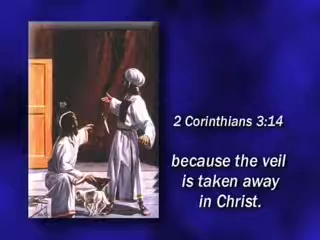 2 Corinthians 3:14
because the veil
is taken away
in Christ.